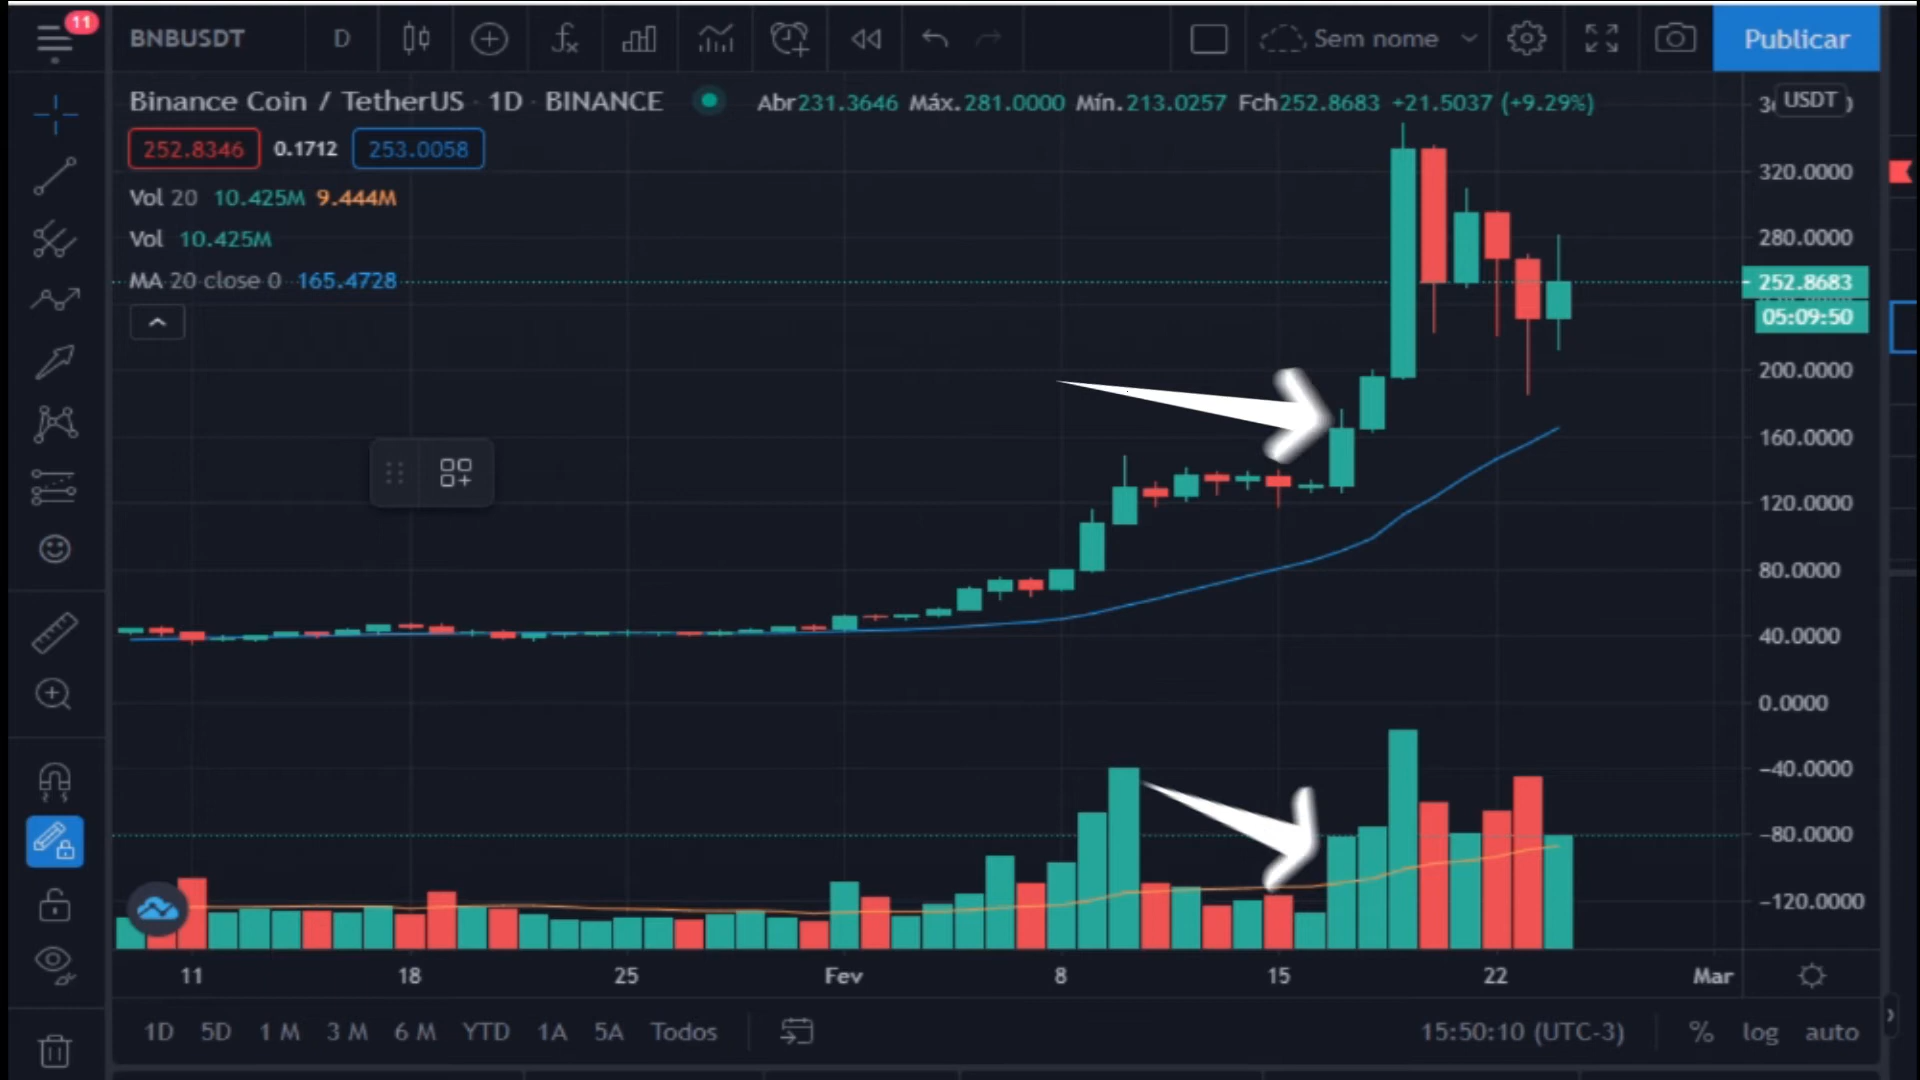 11
BNBUSDT D Sem nome Publicar
Binance Coin / TetherUS · 1D · BINANCE Abr231.3646 Máx.281.0000 Mín.213.0257 Fch252.8683 +21.5037 (+9.29%)
USDT
252.8346 0.1712 253.0058
Vol 20 10.425M 9.444M
Vol 10.425M
MA 20 close 0 165.4728
320.0000
280.0000
252.8683
05:09:50
200.0000
160.0000
120.0000
80.0000
40.0000
0.0000
−40.0000
−80.0000
−120.0000
11 18 25 Fev 8 15 22 Mar
1D 5D 1 M 3 M 6 M YTD 1A 5A Todos 15:50:10 (UTC-3) % log auto